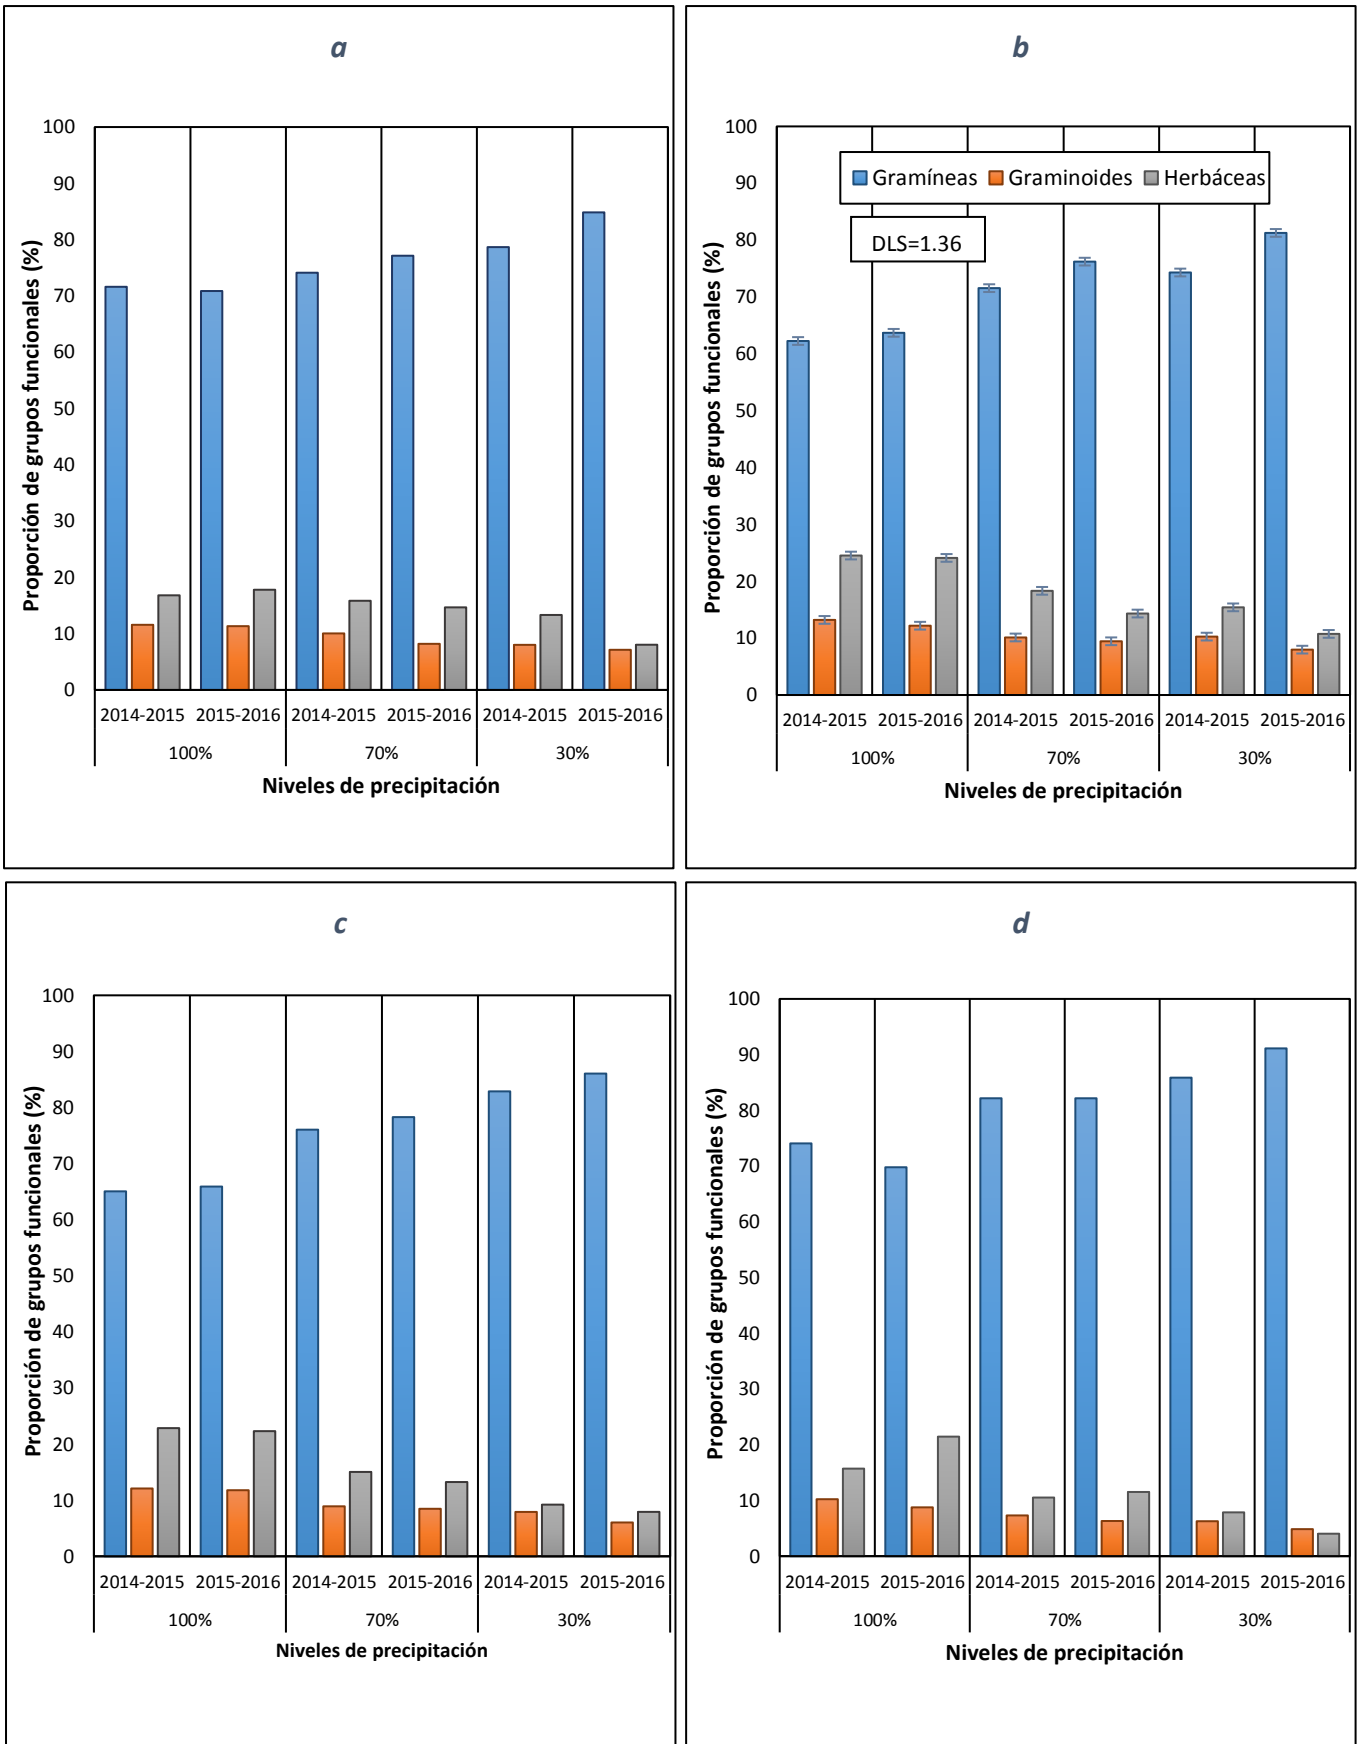 a
100
90
80
70
60
50
40
30
20
10
0
Proporción de grupos funcionales (%)
2014-2015 2015-2016 2014-2015 2015-2016 2014-2015 2015-2016
100% 70% 30%
Niveles de precipitación
b
100
90
80
70
60
50
40
30
20
10
0
Proporción de grupos funcionales (%)
Gramíneas Graminoides Herbáceas
DLS=1.36
2014-2015 2015-2016 2014-2015 2015-2016 2014-2015 2015-2016
100% 70% 30%
Niveles de precipitación
c
100
90
80
70
60
50
40
30
20
10
0
Proporción de grupos funcionales (%)
2014-2015 2015-2016 2014-2015 2015-2016 2014-2015 2015-2016
100% 70% 30%
Niveles de precipitación
d
100
90
80
70
60
50
40
30
20
10
0
Proporción de grupos funcionales (%)
2014-2015 2015-2016 2014-2015 2015-2016 2014-2015 2015-2016
100% 70% 30%
Niveles de precipitación